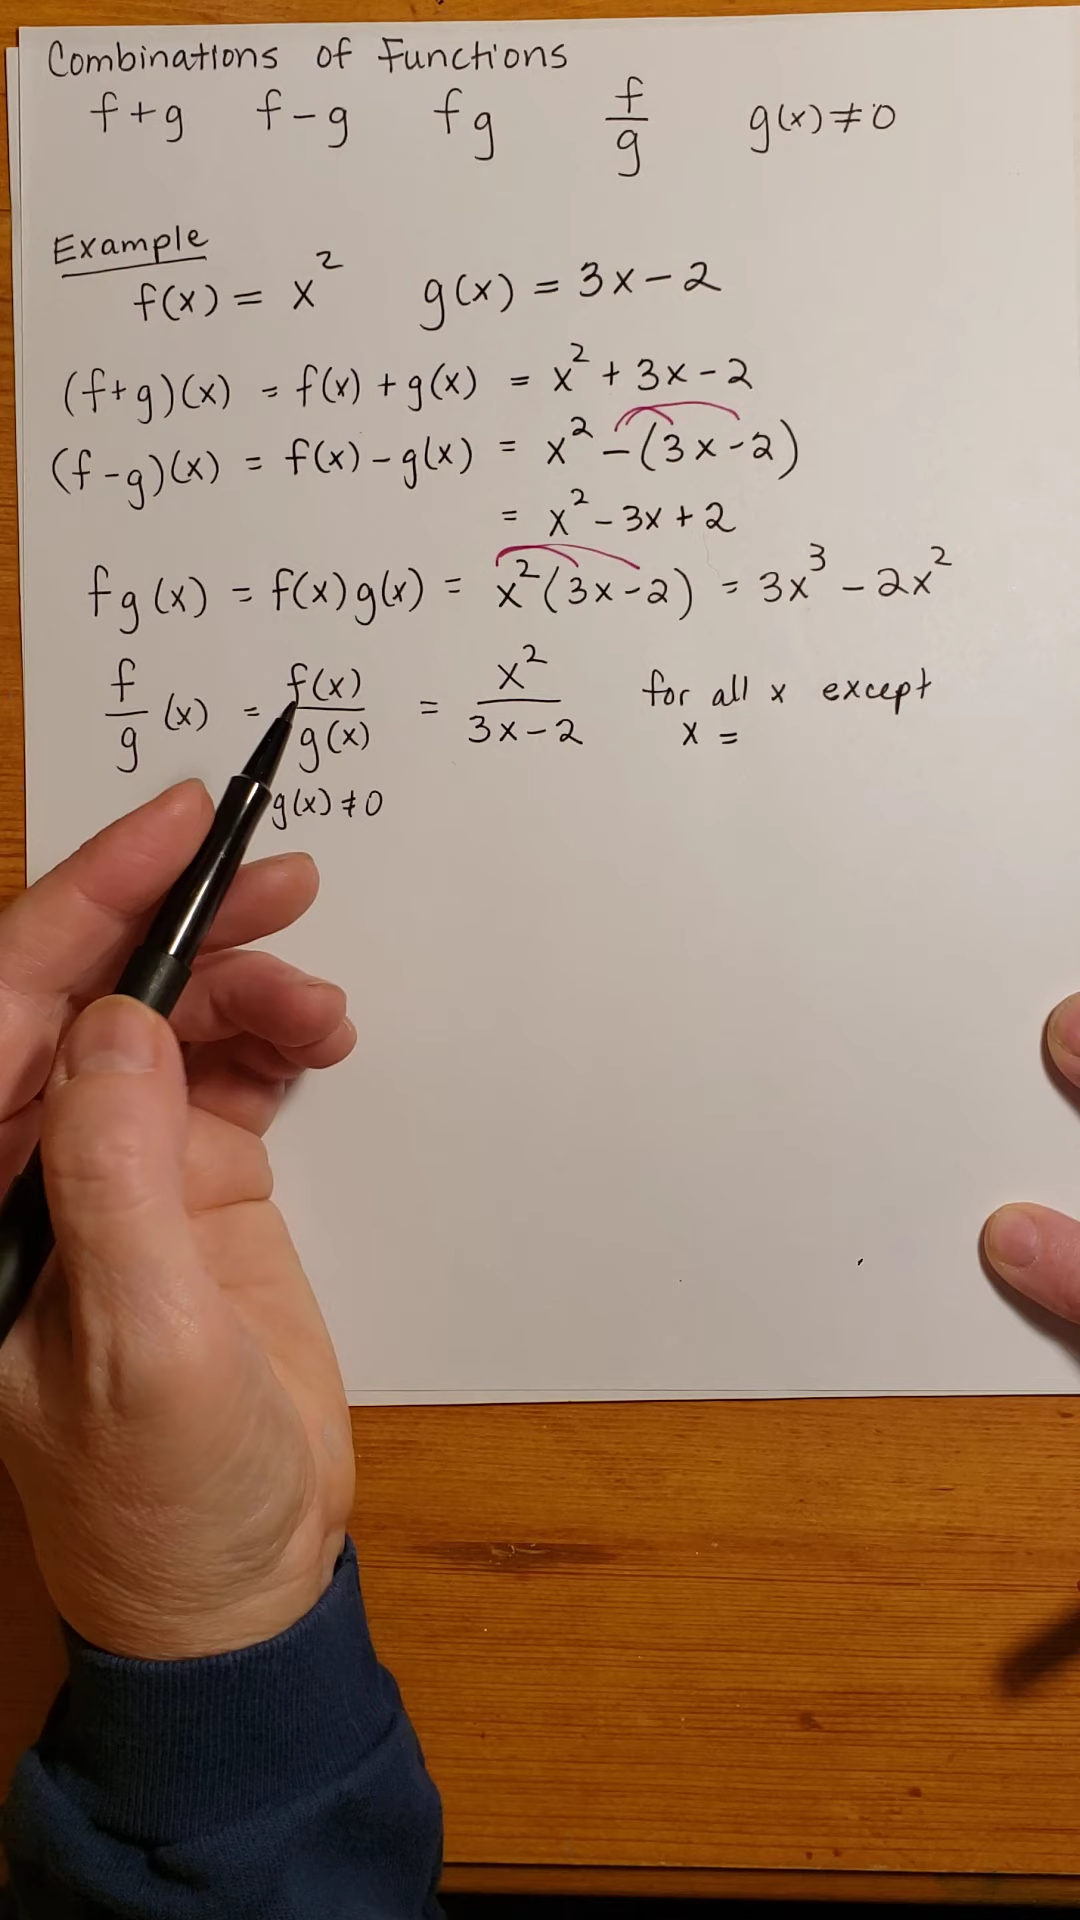 Combinations of Functions
f+g f-g fg f/g g(x)≠0
Example
f(x) = x² g(x) = 3x-2
(f+g)(x) = f(x)+g(x) = x²+3x-2
(f-g)(x) = f(x)-g(x) = x²-(3x-2)
= x²-3x+2
fg(x) = f(x)g(x) = x²(3x-2) = 3x³-2x²
f/g (x) = f(x)/g(x) = x²/(3x-2) for all x except
x =
g(x)≠0